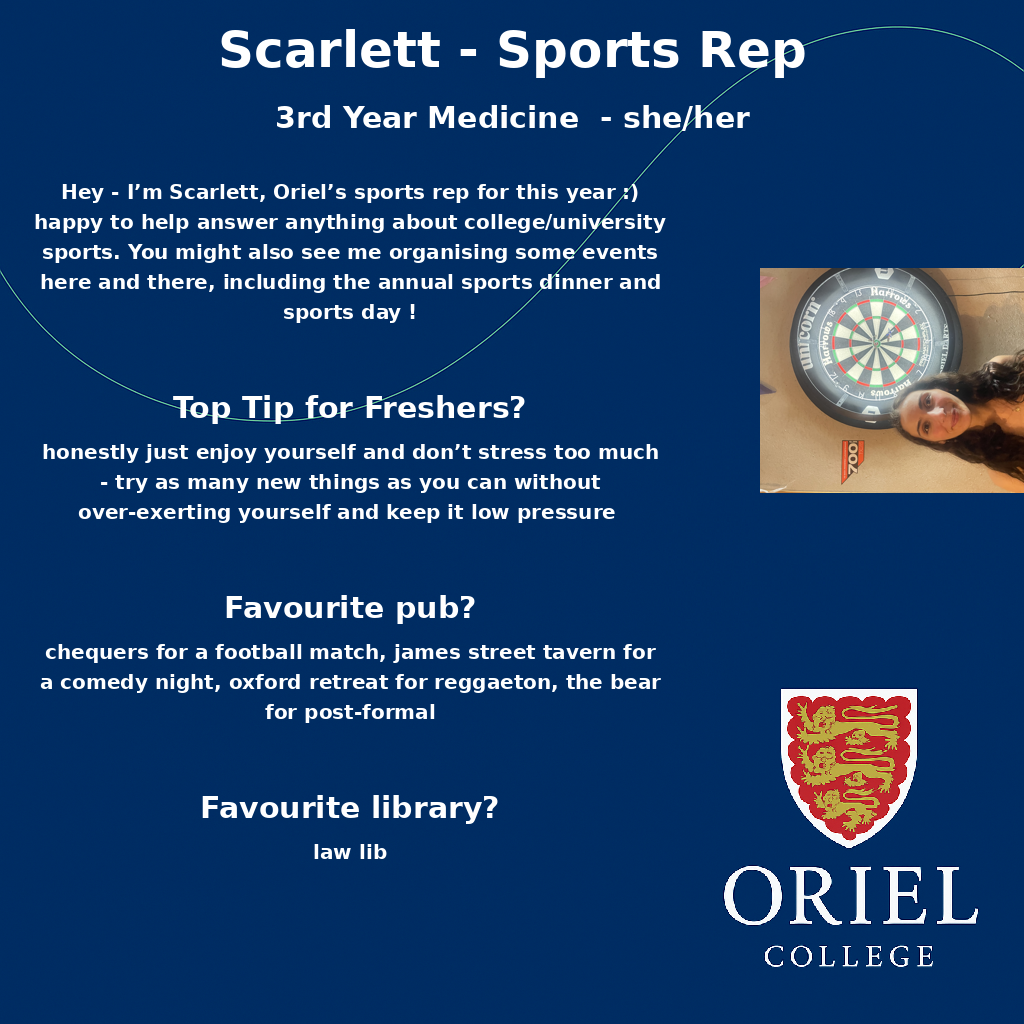 Scarlett - Sports Rep
3rd Year Medicine  - she/her
Hey - I’m Scarlett, Oriel’s sports rep for this year :)
happy to help answer anything about college/university
sports. You might also see me organising some events
here and there, including the annual sports dinner and
sports day !
Top Tip for Freshers?
honestly just enjoy yourself and don’t stress too much
- try as many new things as you can without
over-exerting yourself and keep it low pressure
Favourite pub?
chequers for a football match, james street tavern for
a comedy night, oxford retreat for reggaeton, the bear
for post-formal
Favourite library?
law lib
unicorn
Harrows
Harrows
Harrows
700
ORIEL
COLLEGE